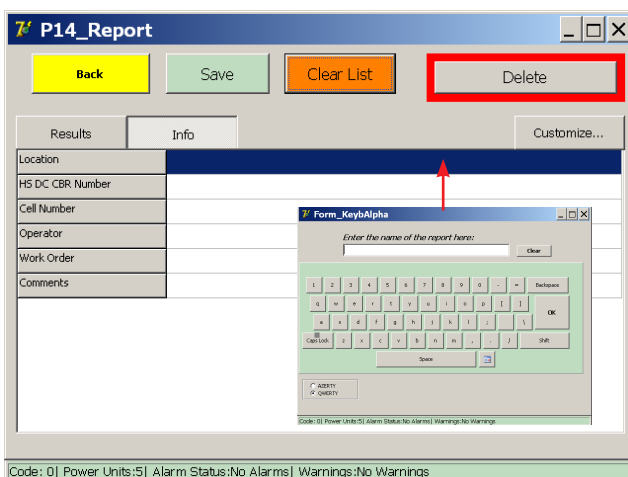 P14_Report
Back
Save
Clear List
Delete
Results
Info
Customize...
Location
HS DC CBR Number
Cell Number
Operator
Work Order
Comments
Form_KeybAlpha
Enter the name of the report here:
Clear
1 2 3 4 5 6 7 8 9 0 - = Backspace
q w e r t y u i o p [ ]
a s d f g h j k l ; \ OK
Caps Lock z x c v b n m , . / Shift
Space
AZERTY
QWERTY
Code: 0| Power Units:5| Alarm Status:No Alarms| Warnings:No Warnings
Code: 0| Power Units:5| Alarm Status:No Alarms| Warnings:No Warnings